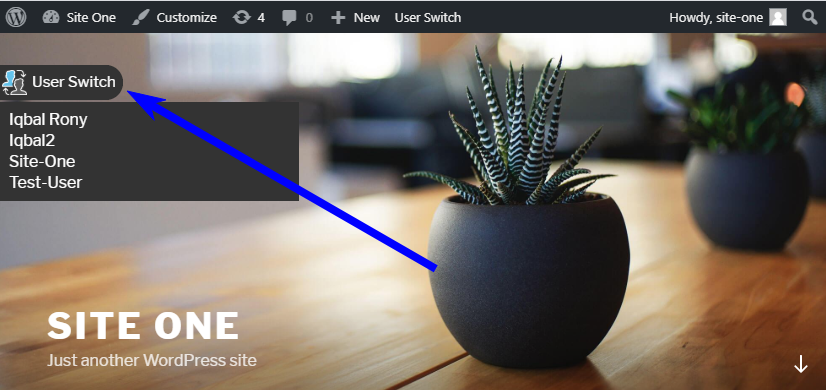 Site One Customize 4 0 New User Switch Howdy, site-one
User Switch
Iqbal Rony
Iqbal2
Site-One
Test-User
SITE ONE
Just another WordPress site